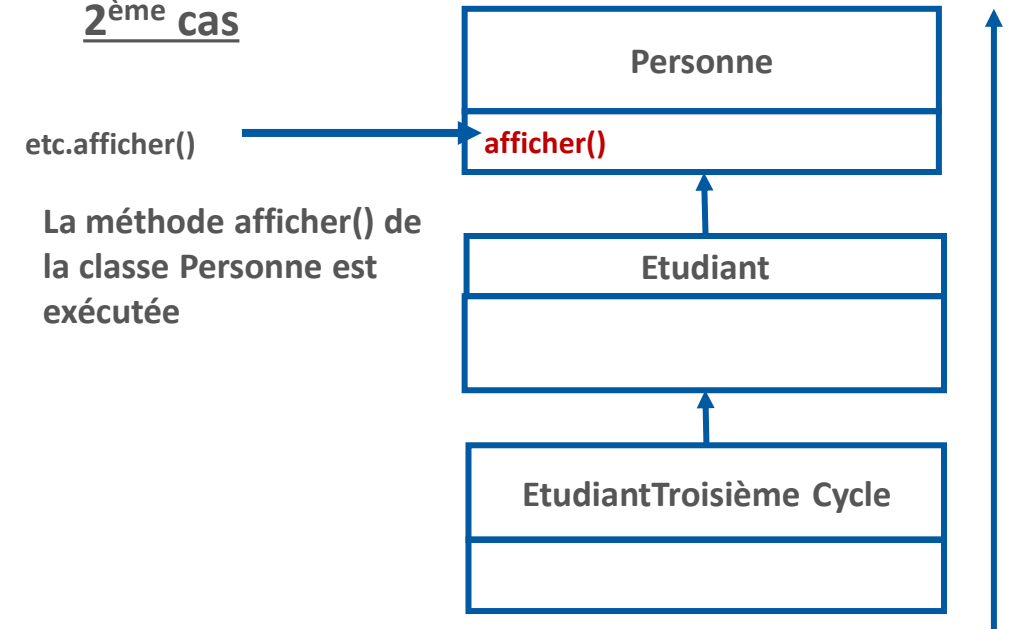 2ème cas
Personne
etc.afficher()
afficher()
La méthode afficher() de
la classe Personne est
exécutée
Etudiant
EtudiantTroisième Cycle